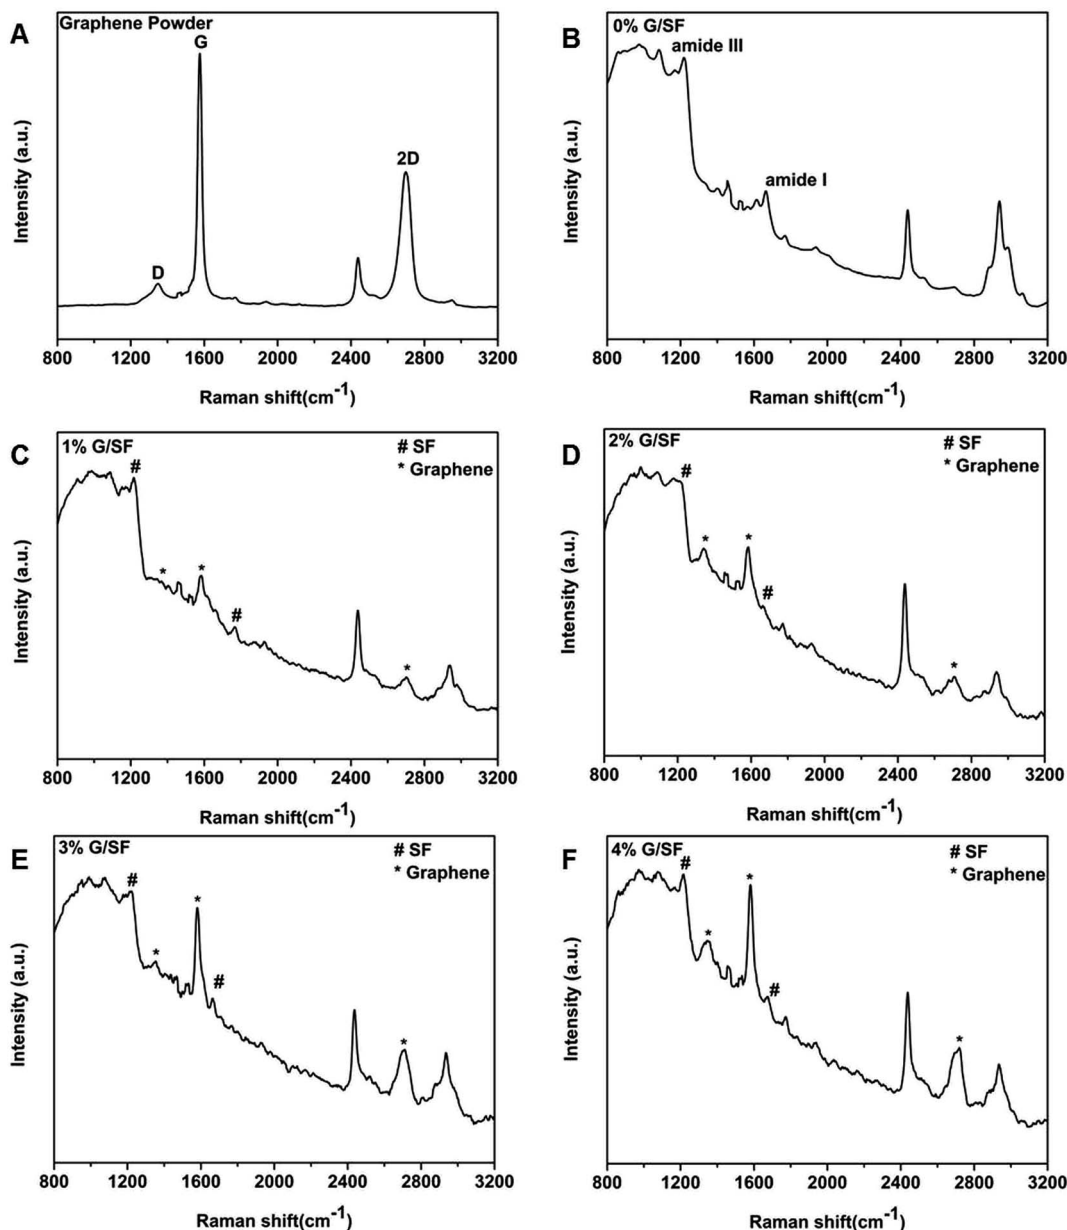 A
Graphene Powder
G
2D
D
Intensity (a.u.)
800 1200 1600 2000 2400 2800 3200
Raman shift(cm-1)
B
0% G/SF
amide III
amide I
Intensity (a.u.)
800 1200 1600 2000 2400 2800 3200
Raman shift(cm-1)
C
1% G/SF
# SF
* Graphene
#
*
*
#
*
Intensity (a.u.)
800 1200 1600 2000 2400 2800 3200
Raman shift(cm-1)
D
2% G/SF
# SF
* Graphene
#
*
*
#
*
Intensity (a.u.)
800 1200 1600 2000 2400 2800 3200
Raman shift(cm-1)
E
3% G/SF
# SF
* Graphene
#
*
*
#
*
Intensity (a.u.)
800 1200 1600 2000 2400 2800 3200
Raman shift(cm-1)
F
4% G/SF
# SF
* Graphene
#
*
*
#
*
Intensity (a.u.)
800 1200 1600 2000 2400 2800 3200
Raman shift(cm-1)